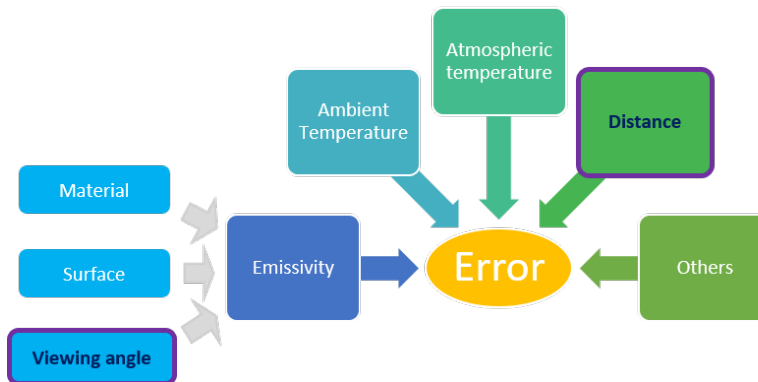 Atmospheric
temperature
Ambient
Temperature
Distance
Material
Surface
Viewing angle
Emissivity
Error
Others